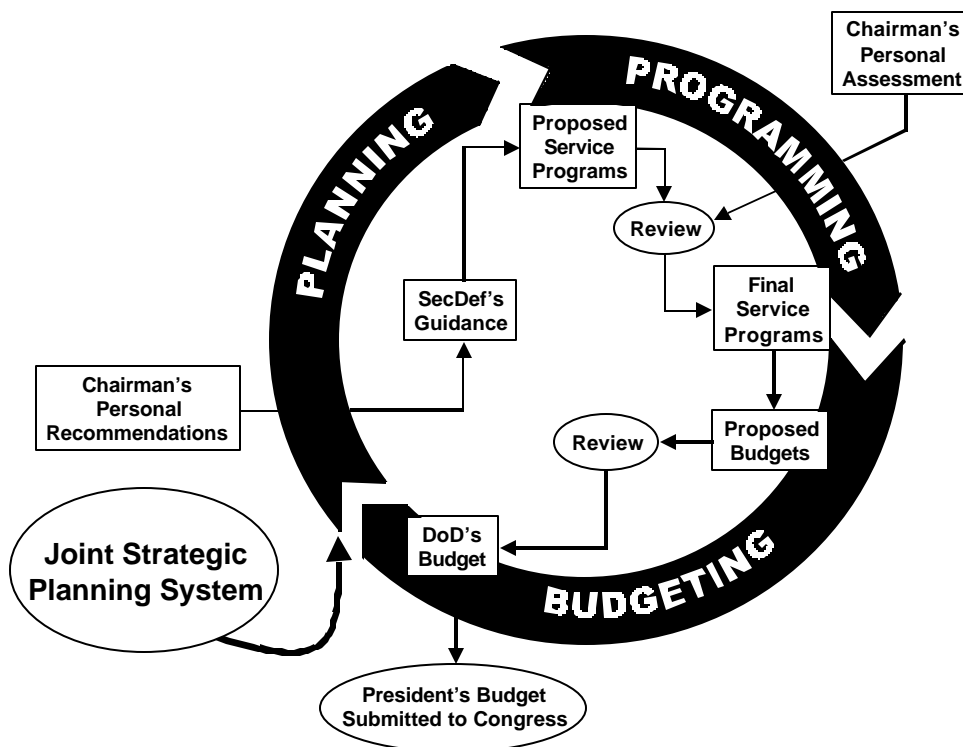 Chairman's
Personal
Assessment
PROGRAMMING
PLANNING
Proposed
Service
Programs
Review
SecDef's
Guidance
Final
Service
Programs
Chairman's
Personal
Recommendations
Review
Proposed
Budgets
Joint Strategic
Planning System
DoD's
Budget
BUDGETING
President's Budget
Submitted to Congress